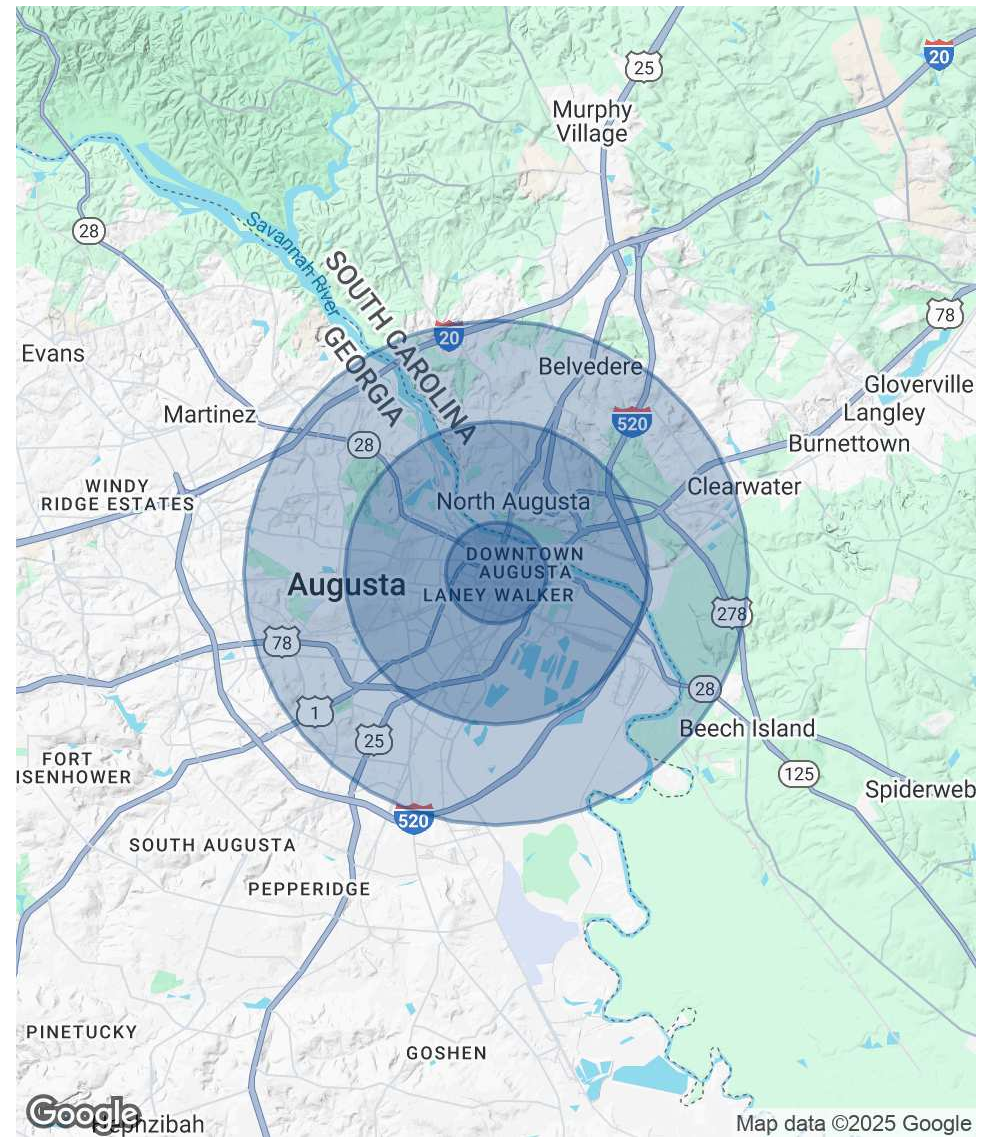 20
25
Murphy
Village
28
Savannah River
SOUTH CAROLINA
GEORGIA
78
20
Evans
Belvedere
Gloverville
Martinez
Langley
520
28
Burnettown
WINDY
RIDGE ESTATES
Clearwater
North Augusta
DOWNTOWN
AUGUSTA
Augusta
LANEY WALKER
278
78
28
1
25
Beech Island
FORT
ISENHOWER
125
Spiderweb
520
SOUTH AUGUSTA
PEPPERIDGE
PINETUCKY
GOSHEN
Google
Hephzibah
Map data ©2025 Google